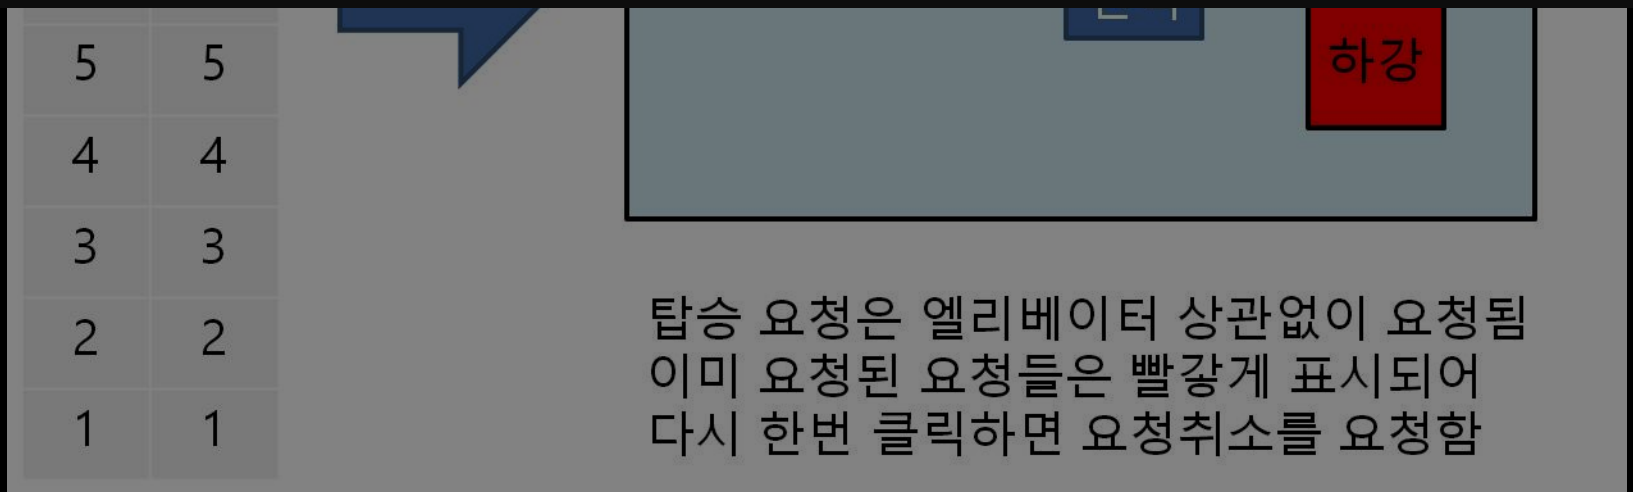 5 5
하강
4 4
3 3
2 2
1 1
탑승 요청은 엘리베이터 상관없이 요청됨
이미 요청된 요청들은 빨갛게 표시되어
다시 한번 클릭하면 요청취소를 요청함